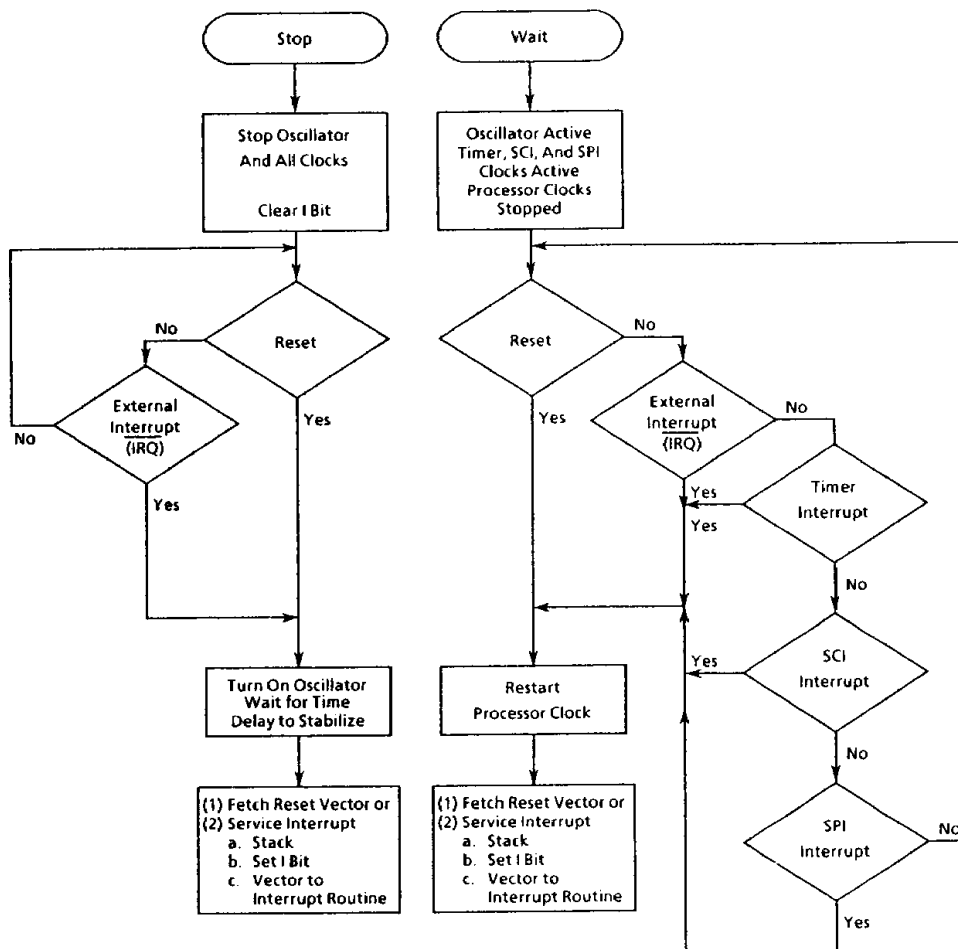 Stop
Stop Oscillator
And All Clocks
Clear I Bit
Reset
No
External
Interrupt
(IRQ)
No
Yes
Yes
Turn On Oscillator
Wait for Time
Delay to Stabilize
(1) Fetch Reset Vector or
(2) Service Interrupt
a. Stack
b. Set I Bit
c. Vector to
Interrupt Routine
Wait
Oscillator Active
Timer, SCI, And SPI
Clocks Active
Processor Clocks
Stopped
Reset
No
Yes
External
Interrupt
(IRQ)
No
Yes
Yes
Timer
Interrupt
No
Yes
SCI
Interrupt
No
SPI
Interrupt
No
Yes
Restart
Processor Clock
(1) Fetch Reset Vector or
(2) Service Interrupt
a. Stack
b. Set I Bit
c. Vector to
Interrupt Routine